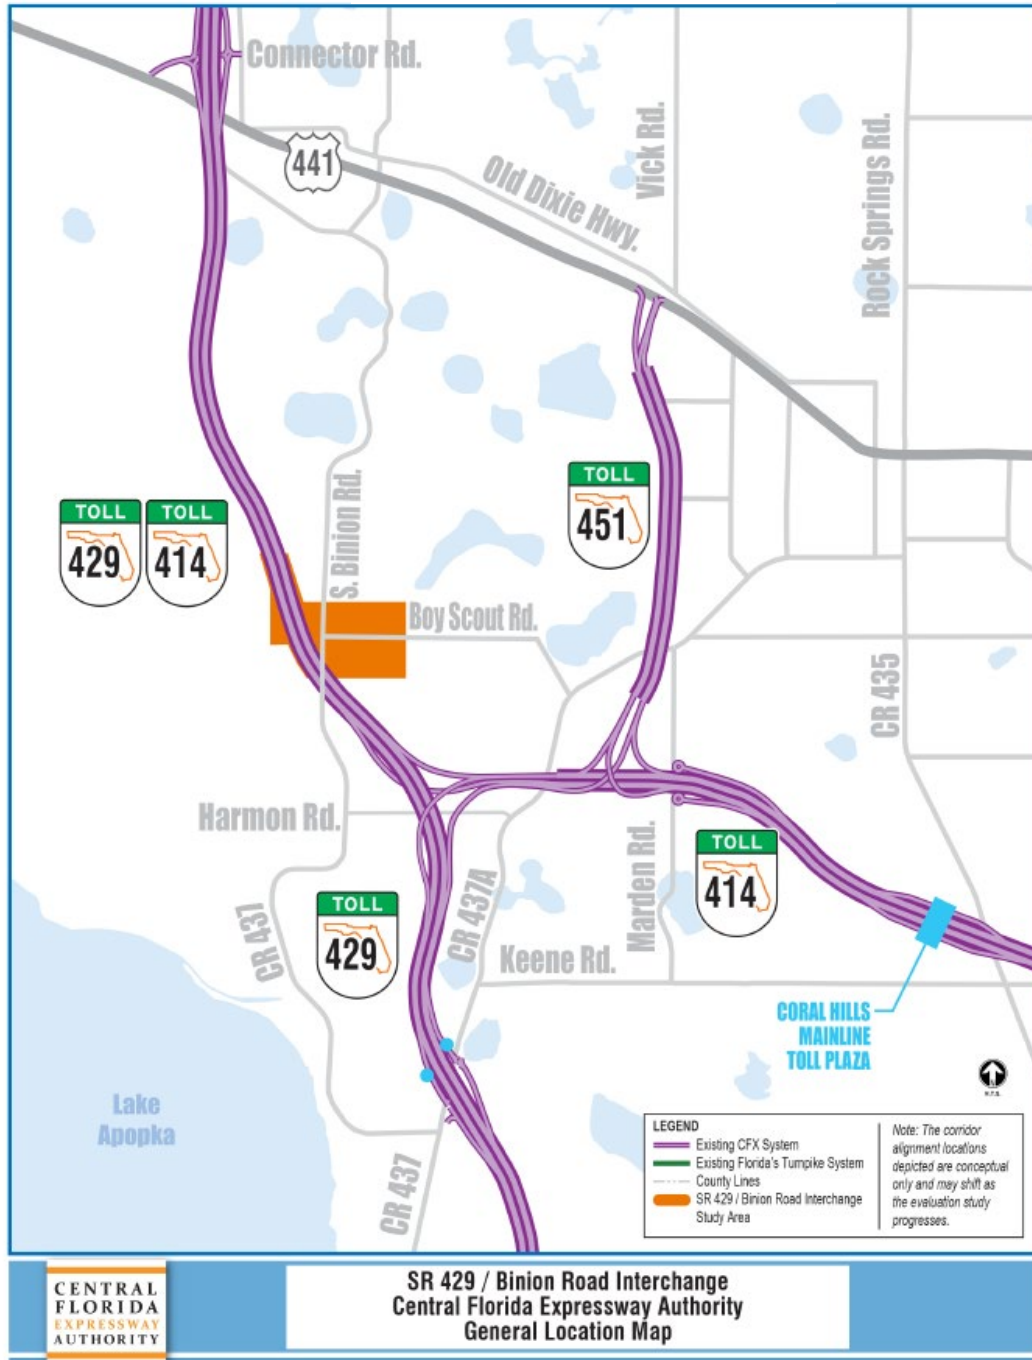 Connector Rd.
441
Old Dixie Hwy.
Vick Rd.
Rock Springs Rd.
TOLL
429
TOLL
414
S. Binion Rd.
TOLL
451
Boy Scout Rd.
CR 435
Harmon Rd.
CR 437
TOLL
429
CR 437A
Marden Rd.
TOLL
414
Keene Rd.
CORAL HILLS
MAINLINE
TOLL PLAZA
N.T.S.
Lake
Apopka
CR 437
LEGEND
Existing CFX System
Existing Florida's Turnpike System
County Lines
SR 429 / Binion Road Interchange
Study Area
Note: The corridor
alignment locations
depicted are conceptual
only and may shift as
the evaluation study
progresses.
CENTRAL
FLORIDA
EXPRESSWAY
AUTHORITY
SR 429 / Binion Road Interchange
Central Florida Expressway Authority
General Location Map